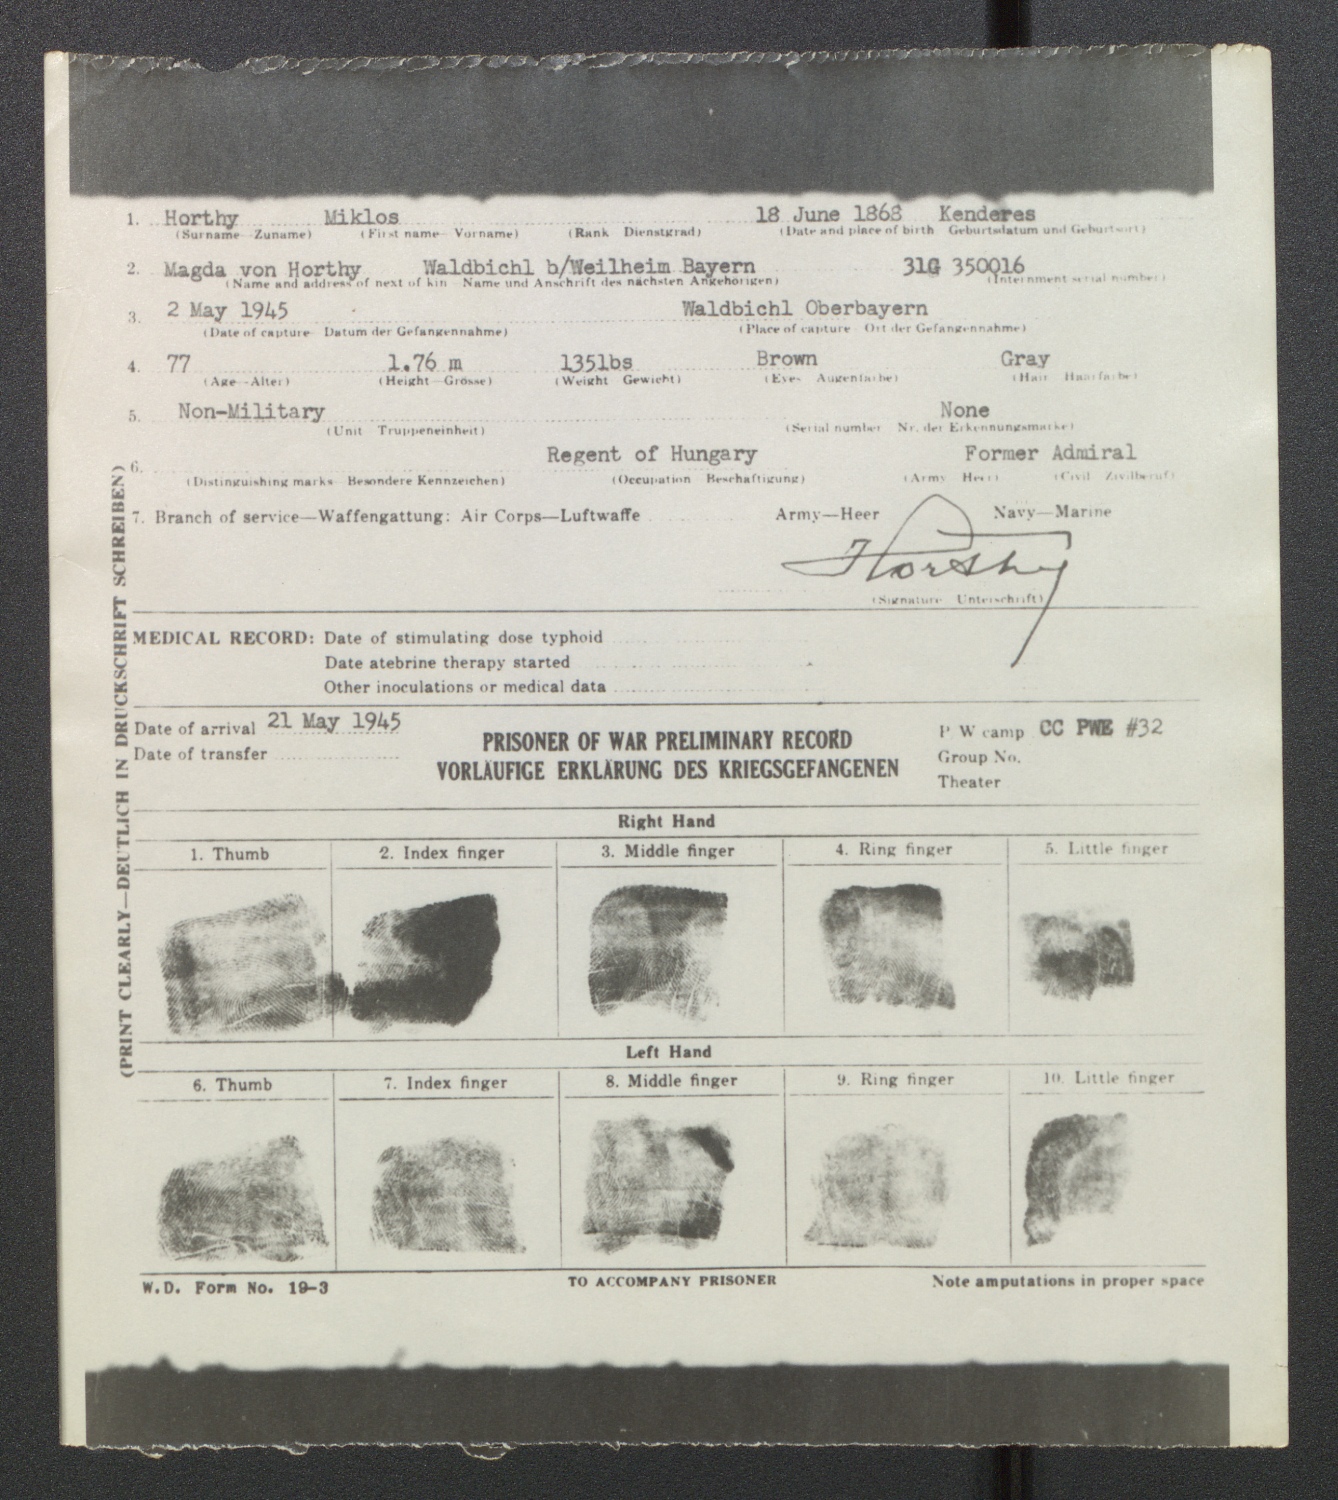 1. Horthy Miklos 18 June 1868 Kenderes
(Surname—Zuname) (First name—Vorname) (Rank—Dienstgrad) (Date and place of birth—Geburtsdatum und Geburtsort)
2. Magda von Horthy Waldbichl b/Weilheim Bayern 31G 350016
(Name and address of next of kin—Name und Anschrift des nächsten Angehörigen) (Internment serial number)
3. 2 May 1945 Waldbichl Oberbayern
(Date of capture—Datum der Gefangennahme) (Place of capture—Ort der Gefangennahme)
4. 77 1.76 m 135lbs Brown Gray
(Age—Alter) (Height—Grösse) (Weight—Gewicht) (Eyes—Augenfarbe) (Hair—Haarfarbe)
5. Non-Military None
(Unit—Truppeneinheit) (Serial number—Nr. der Erkennungsmarke)
6. Regent of Hungary Former Admiral
(Distinguishing marks—Besondere Kennzeichen) (Occupation—Beschäftigung) (Army—Heer) (Civil—Zivilberuf)
7. Branch of service—Waffengattung: Air Corps—Luftwaffe Army—Heer Navy—Marine
Horthy
(Signature—Unterschrift)
MEDICAL RECORD: Date of stimulating dose typhoid
Date atebrine therapy started
Other inoculations or medical data
Date of arrival 21 May 1945
Date of transfer
PRISONER OF WAR PRELIMINARY RECORD
VORLÄUFIGE ERKLÄRUNG DES KRIEGSGEFANGENEN
P W camp CC PWE #32
Group No.
Theater
(PRINT CLEARLY—DEUTLICH IN DRUCKSCHRIFT SCHREIBEN)
Right Hand
1. Thumb 2. Index finger 3. Middle finger 4. Ring finger 5. Little finger
Left Hand
6. Thumb 7. Index finger 8. Middle finger 9. Ring finger 10. Little finger
W.D. Form No. 19-3 TO ACCOMPANY PRISONER Note amputations in proper space